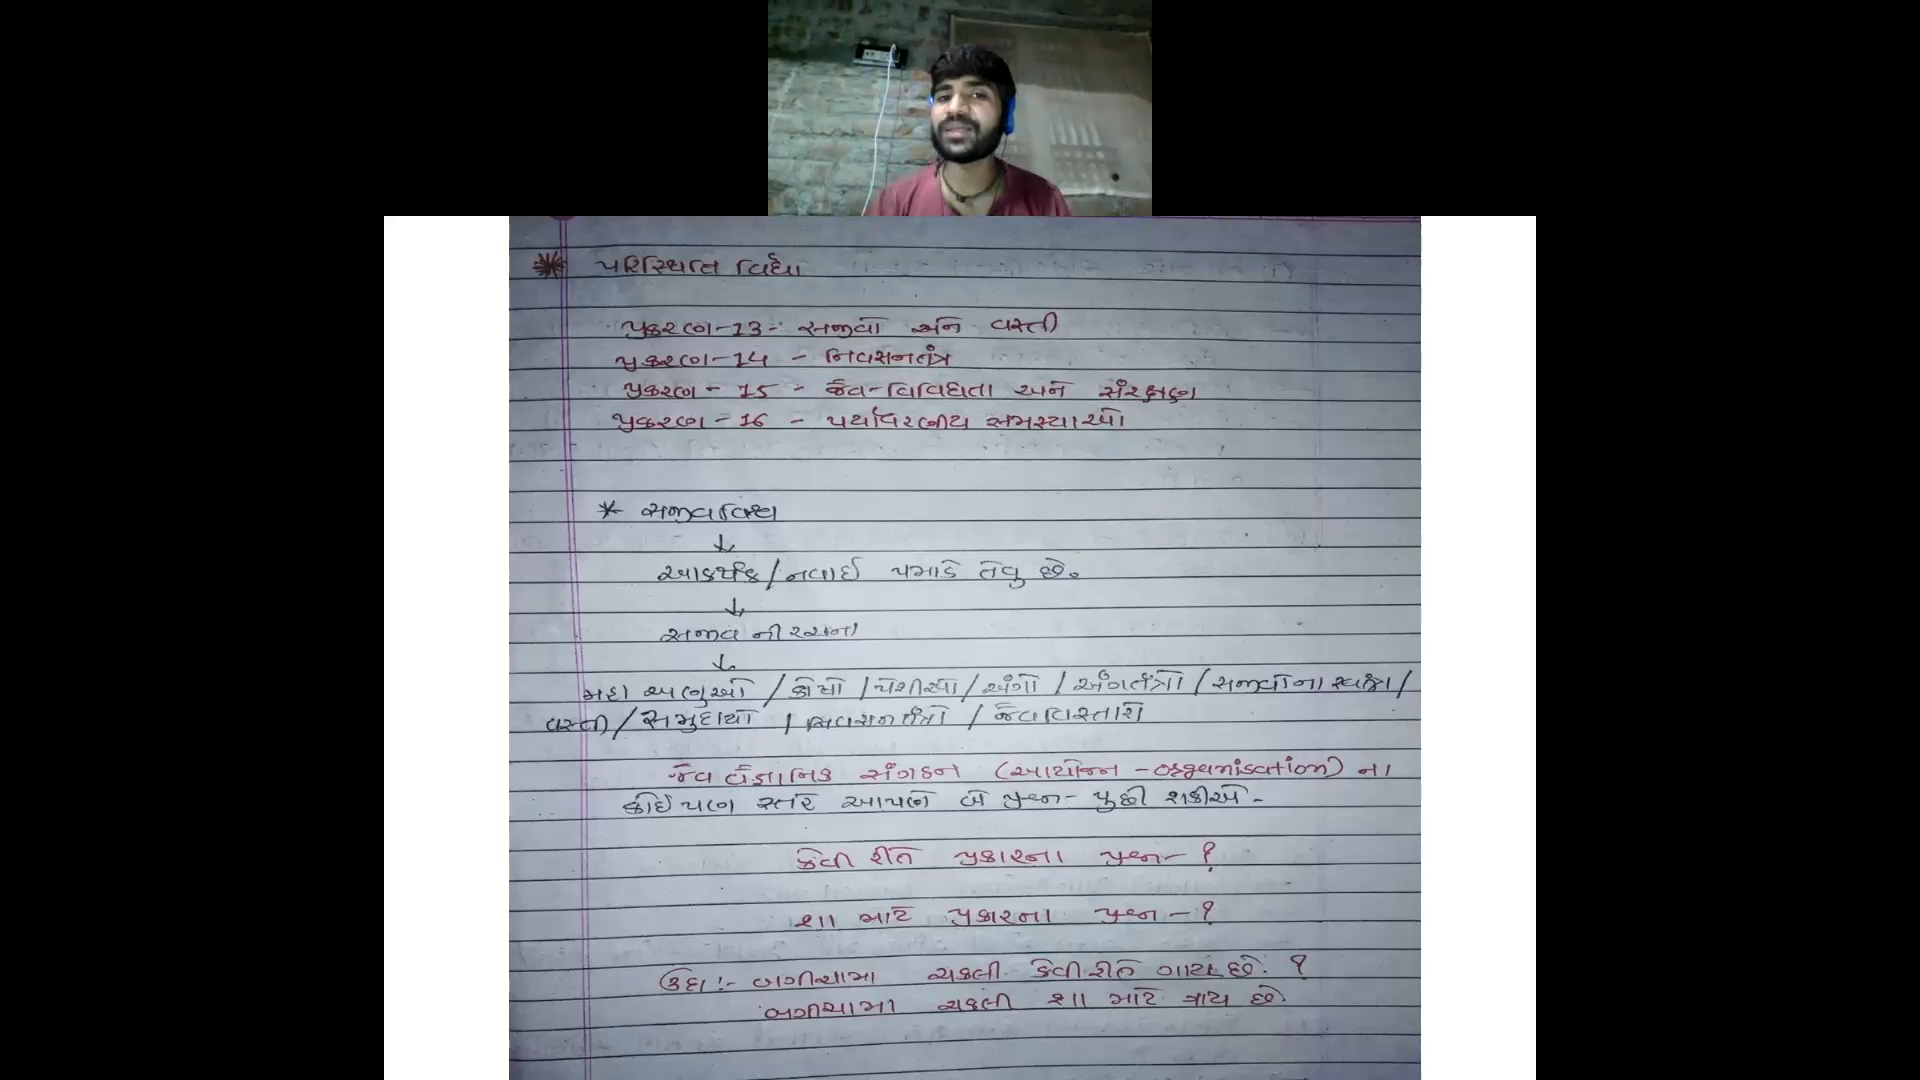 પરિસ્થિતિ વિદ્યા
પ્રકરણ-13 - સજીવો અને વસ્તી
પ્રકરણ-14 - નિવસનતંત્ર
પ્રકરણ - 15 - જૈવ-વિવિધતા અને સંરક્ષણ
પ્રકરણ - 16 - પર્યાવરણીય સમસ્યાઓ
* સજીવવિશ્વ
↓
આકર્ષક/નવાઈ પમાડે તેવુ છે.
↓
સજીવ ની રચના
↓
મહા અણુઓ / કોષો / પેશીઓ / અંગો / અંગતંત્રો / સજીવોના સ્વતંત્ર /
વસ્તી / સમુદાયો / નિવસનતંત્રો / જૈવવિસ્તારો
જૈવ વૈજ્ઞાનિક સંગઠન (આયોજન - organisation) ના
કોઈ પણ સ્તરે આપણે બે પ્રશ્ન - પુછી શકીએ -
કેવી રીતે પ્રકારના પ્રશ્ન - ?
શા માટે પ્રકારના પ્રશ્ન - ?
ઉદા :- બગીચામા ચકલી કેવી રીતે ગાય છે. ?
બગીચામા ચકલી શા માટે ગાય છે.